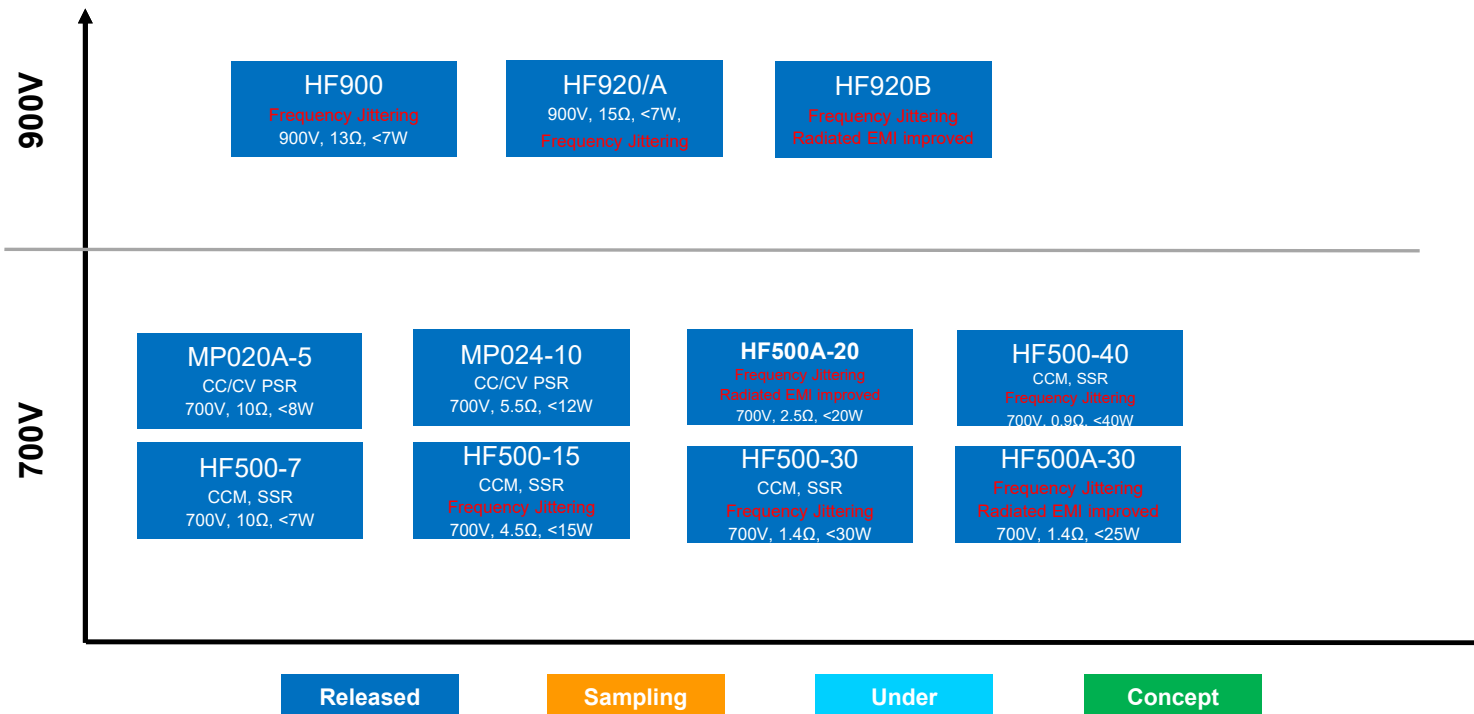 900V
HF900
Frequency Jittering
900V, 13Ω, <7W
HF920/A
900V, 15Ω, <7W,
Frequency Jittering
HF920B
Frequency Jittering
Radiated EMI improved
700V
MP020A-5
CC/CV PSR
700V, 10Ω, <8W
MP024-10
CC/CV PSR
700V, 5.5Ω, <12W
HF500A-20
Frequency Jittering
Radiated EMI improved
700V, 2.5Ω, <20W
HF500-40
CCM, SSR
Frequency Jittering
700V, 0.9Ω, <40W
HF500-7
CCM, SSR
700V, 10Ω, <7W
HF500-15
CCM, SSR
Frequency Jittering
700V, 4.5Ω, <15W
HF500-30
CCM, SSR
Frequency Jittering
700V, 1.4Ω, <30W
HF500A-30
Frequency Jittering
Radiated EMI improved
700V, 1.4Ω, <25W
Released
Sampling
Under
Concept